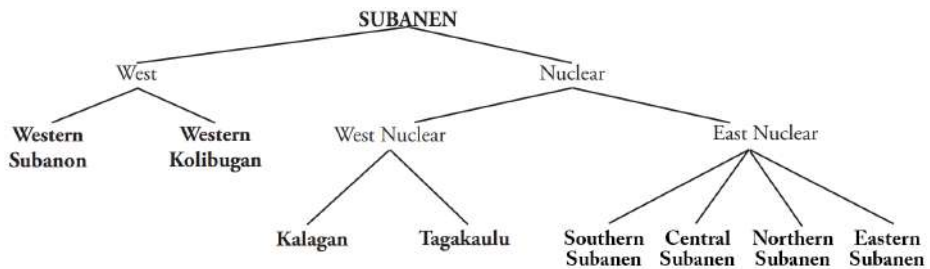 SUBANEN
West
Nuclear
Western
Subanon
Western
Kolibugan
West Nuclear
East Nuclear
Kalagan
Tagakaulu
Southern
Subanen
Central
Subanen
Northern
Subanen
Eastern
Subanen